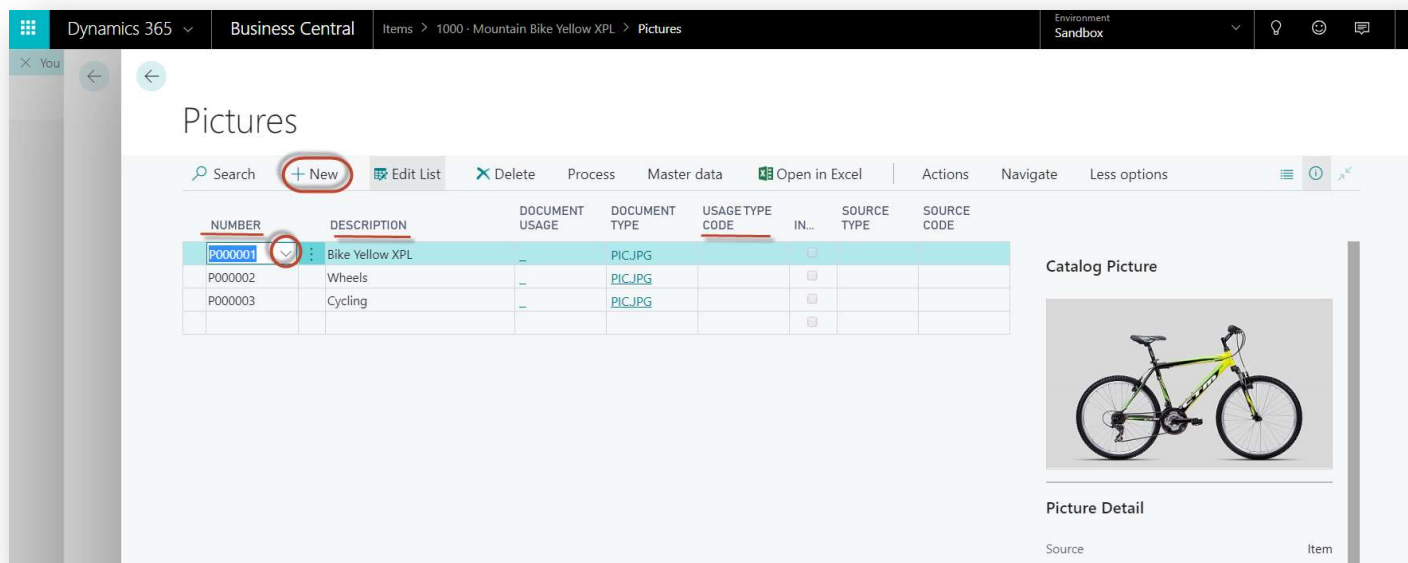 Dynamics 365 Business Central Items > 1000 - Mountain Bike Yellow XPL > Pictures
Environment
Sandbox
You
Pictures
Search + New Edit List Delete Process Master data Open in Excel Actions Navigate Less options
NUMBER DESCRIPTION DOCUMENT USAGE DOCUMENT TYPE USAGE TYPE CODE IN... SOURCE TYPE SOURCE CODE
P000001 Bike Yellow XPL _ PIC.JPG
P000002 Wheels _ PIC.JPG
P000003 Cycling _ PIC.JPG
Catalog Picture
CTM
Picture Detail
Source Item